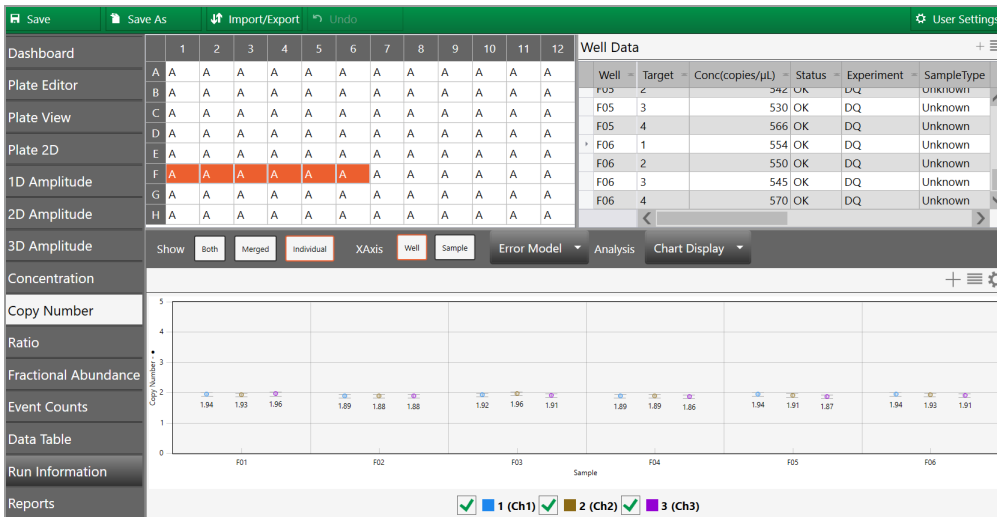 Save Save As Import/Export Undo User Settings
Dashboard
Plate Editor
Plate View
Plate 2D
1D Amplitude
2D Amplitude
3D Amplitude
Concentration
Copy Number
Ratio
Fractional Abundance
Event Counts
Data Table
Run Information
Reports
1 2 3 4 5 6 7 8 9 10 11 12
A A A A A A A A A A A A A
B A A A A A A A A A A A A
C A A A A A A A A A A A A
D A A A A A A A A A A A A
E A A A A A A A A A A A A
F A A A A A A A A A A A A
G A A A A A A A A A A A A
H A A A A A A A A A A A A
Well Data
Well Target Conc(copies/μL) Status Experiment SampleType
F05 2 542 OK DQ Unknown
F05 3 530 OK DQ Unknown
F05 4 566 OK DQ Unknown
F06 1 554 OK DQ Unknown
F06 2 550 OK DQ Unknown
F06 3 545 OK DQ Unknown
F06 4 570 OK DQ Unknown
Show Both Merged Individual XAxis Well Sample Error Model Analysis Chart Display
Copy Number - ●
5
4
3
2
1
0
1.94 1.93 1.96 1.89 1.88 1.88 1.92 1.96 1.91 1.89 1.89 1.86 1.94 1.91 1.87 1.94 1.93 1.91
F01 F02 F03 F04 F05 F06
Sample
1 (Ch1) 2 (Ch2) 3 (Ch3)